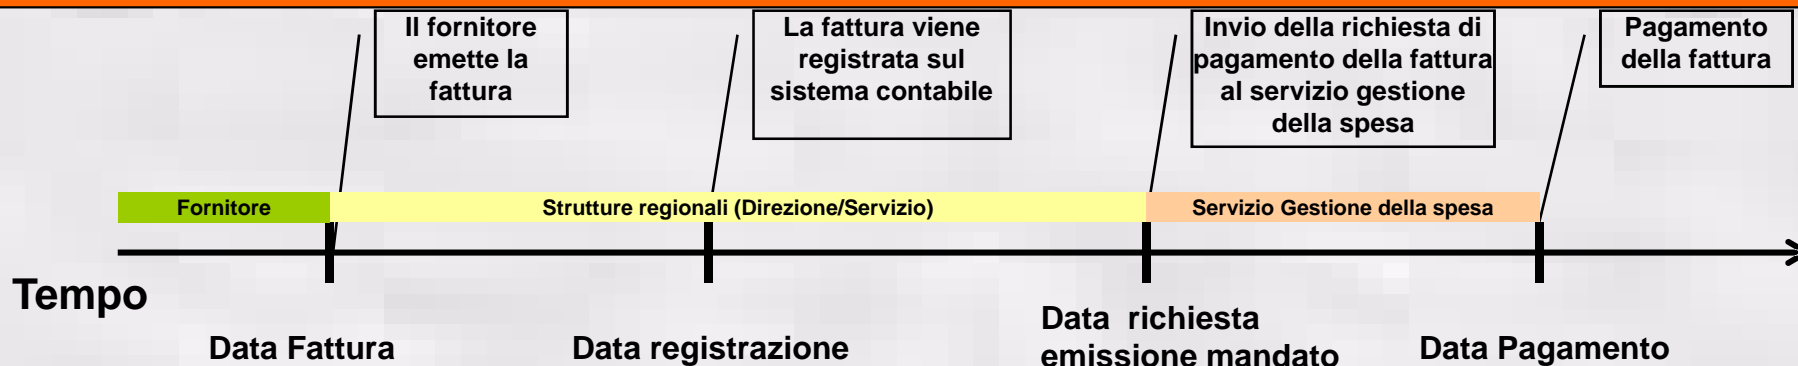 Il fornitore
emette la
fattura
La fattura viene
registrata sul
sistema contabile
Invio della richiesta di
pagamento della fattura
al servizio gestione
della spesa
Pagamento
della fattura
Fornitore
Strutture regionali (Direzione/Servizio)
Servizio Gestione della spesa
Tempo
Data Fattura
Data registrazione
Data richiesta
emissione mandato
Data Pagamento